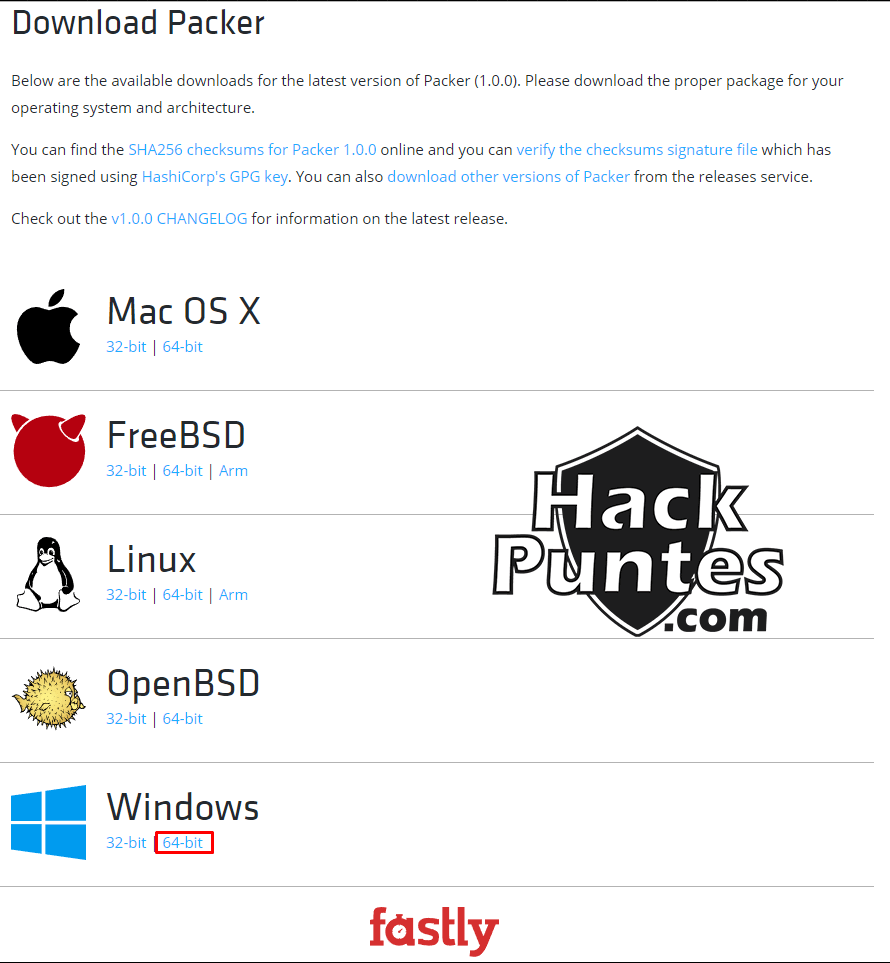 Download Packer
Below are the available downloads for the latest version of Packer (1.0.0). Please download the proper package for your
operating system and architecture.
You can find the SHA256 checksums for Packer 1.0.0 online and you can verify the checksums signature file which has
been signed using HashiCorp's GPG key. You can also download other versions of Packer from the releases service.
Check out the v1.0.0 CHANGELOG for information on the latest release.
Mac OS X
32-bit | 64-bit
FreeBSD
32-bit | 64-bit | Arm
Hack
Puntes
.com
Linux
32-bit | 64-bit | Arm
OpenBSD
32-bit | 64-bit
Windows
32-bit | 64-bit
fastly